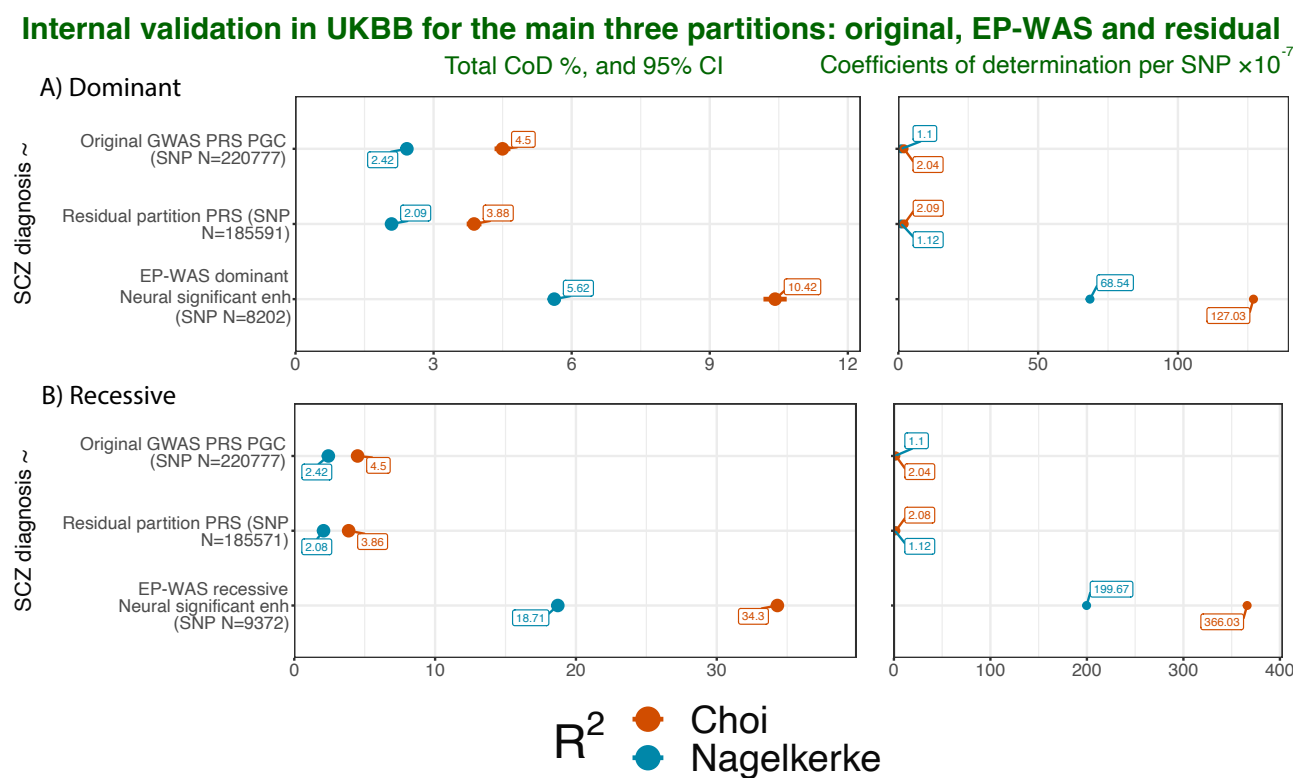 Internal validation in UKBB for the main three partitions: original, EP-WAS and residual
Total CoD %, and 95% CI
Coefficients of determination per SNP ×10-7
A) Dominant
SCZ diagnosis ~
Original GWAS PRS PGC
(SNP N=220777)
Residual partition PRS (SNP
N=185591)
EP-WAS dominant
Neural significant enh
(SNP N=8202)
2.42
4.5
2.09
3.88
5.62
10.42
0 3 6 9 12
1.1
2.04
2.09
1.12
68.54
127.03
0 50 100
B) Recessive
SCZ diagnosis ~
Original GWAS PRS PGC
(SNP N=220777)
Residual partition PRS (SNP
N=185571)
EP-WAS recessive
Neural significant enh
(SNP N=9372)
2.42
4.5
2.08
3.86
18.71
34.3
0 10 20 30
1.1
2.04
2.08
1.12
199.67
366.03
0 100 200 300 400
R2
Choi
Nagelkerke